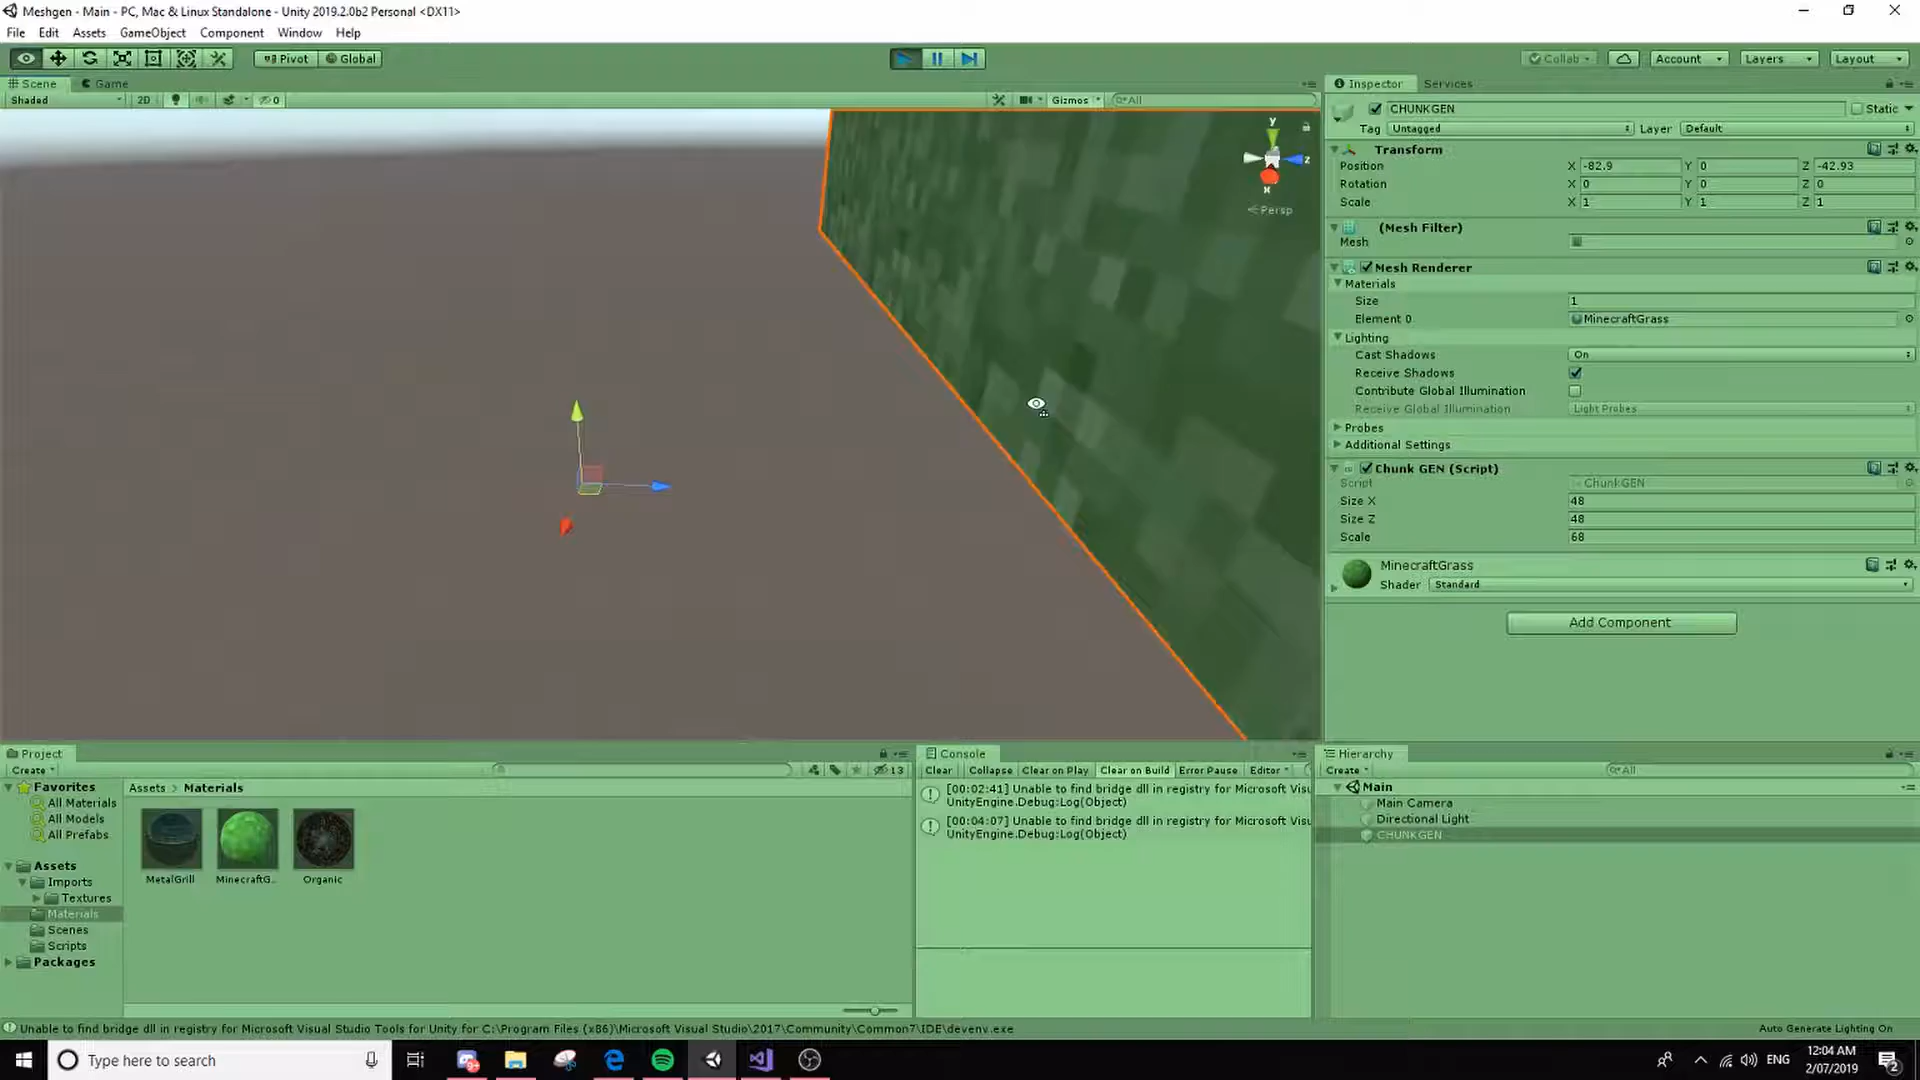 Meshgen - Main - PC, Mac & Linux Standalone - Unity 2019.2.0b2 Personal <DX11>
File Edit Assets GameObject Component Window Help
Pivot Global Collab Account Layers Layout
Scene Game
Shaded 2D 0 Gizmos All
y
z
x
Persp
Inspector Services
CHUNKGEN Static
Tag Untagged Layer Default
Transform
Position X -82.9 Y 0 Z -42.93
Rotation X 0 Y 0 Z 0
Scale X 1 Y 1 Z 1
(Mesh Filter)
Mesh
Mesh Renderer
Materials
Size 1
Element 0 MinecraftGrass
Lighting
Cast Shadows On
Receive Shadows
Contribute Global Illumination
Receive Global Illumination Light Probes
Probes
Additional Settings
Chunk GEN (Script)
Script ChunkGEN
Size X 48
Size Z 48
Scale 68
MinecraftGrass
Shader Standard
Add Component
Project
Create 13
Favorites
All Materials
All Models
All Prefabs
Assets
Imports
Textures
Materials
Scenes
Scripts
Packages
Assets > Materials
MetalGrill MinecraftG.. Organic
Console
Clear Collapse Clear on Play Clear on Build Error Pause Editor
[00:02:41] Unable to find bridge dll in registry for Microsoft Visu
UnityEngine.Debug:Log(Object)
[00:04:07] Unable to find bridge dll in registry for Microsoft Visu
UnityEngine.Debug:Log(Object)
Hierarchy
Create All
Main
Main Camera
Directional Light
CHUNKGEN
Unable to find bridge dll in registry for Microsoft Visual Studio Tools for Unity for C:\Program Files (x86)\Microsoft Visual Studio\2017\Community\Common7\IDE\devenv.exe
Auto Generate Lighting On
Type here to search
ENG
12:04 AM
2/07/2019
2